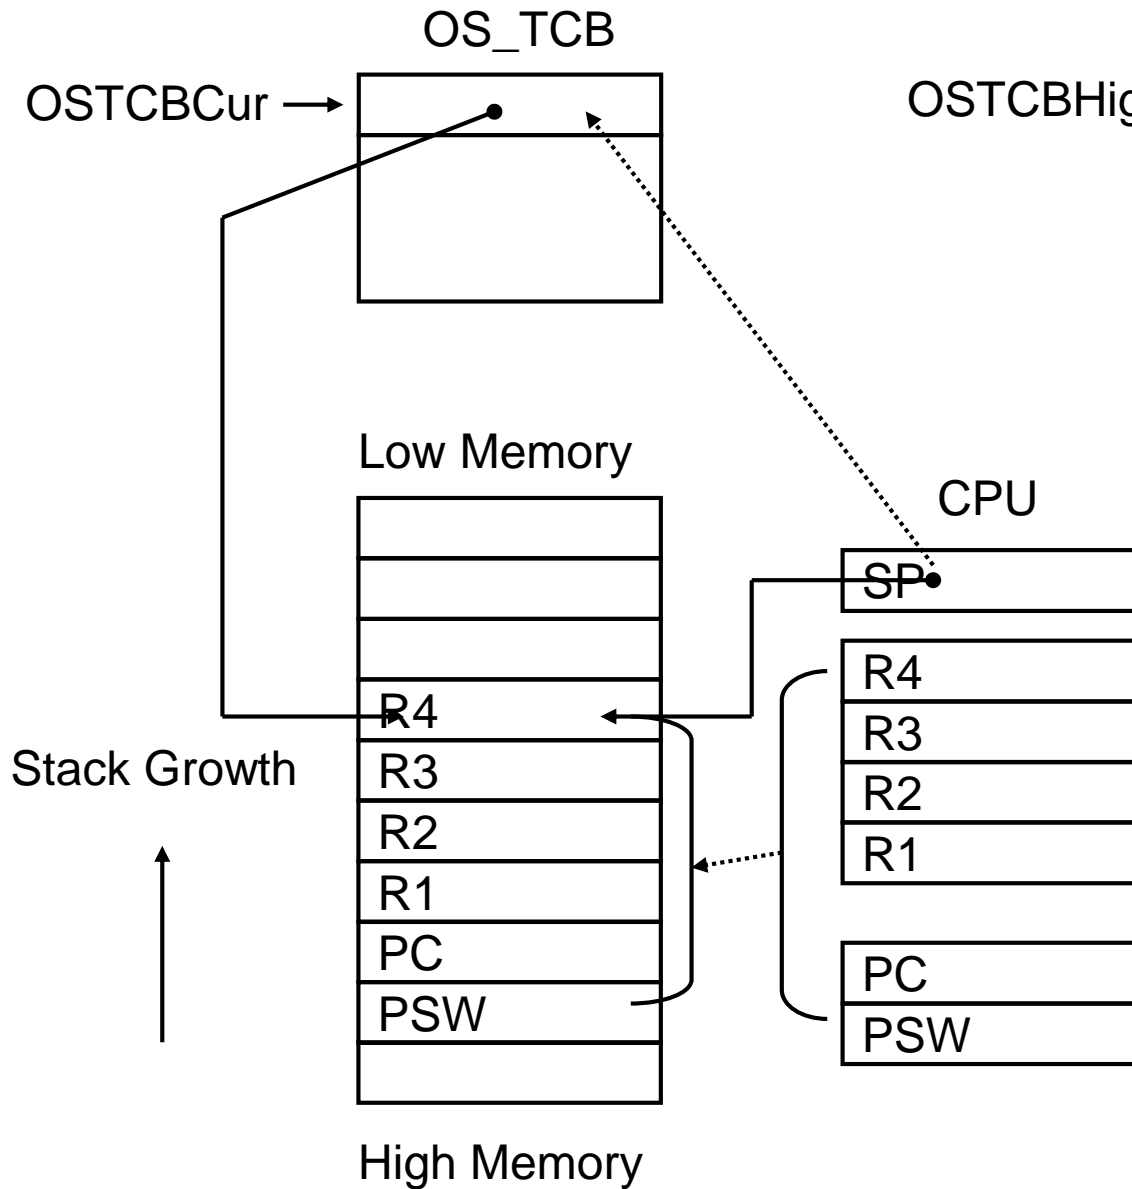 OS_TCB
OSTCBCur
OSTCBHig
Low Memory
CPU
SP
R4
R3
R2
R1
PC
PSW
Stack Growth
R4
R3
R2
R1
PC
PSW
High Memory